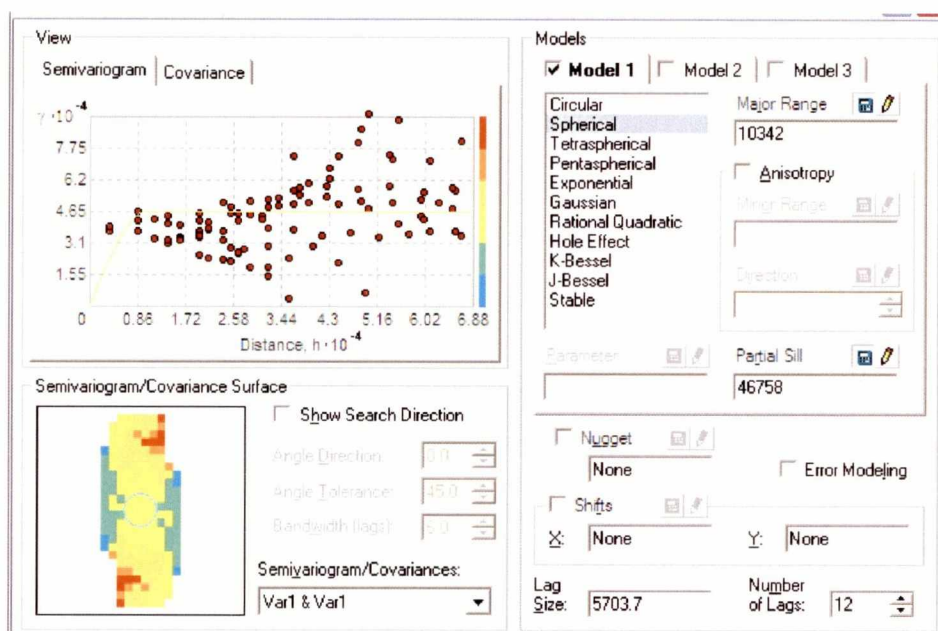 View
Semivariogram
Covariance
γ·10⁻⁴
7.75
6.2
4.65
3.1
1.55
0
0.86
1.72
2.58
3.44
4.3
5.16
6.02
6.88
Distance, h·10⁻⁴
Semivariogram/Covariance Surface
Show Search Direction
Angle Direction:
0.0
Angle Tolerance:
45.0
Bandwidth (lags):
6.0
Semivariogram/Covariances:
Var1 & Var1
Models
Model 1
Model 2
Model 3
Circular
Spherical
Tetraspherical
Pentaspherical
Exponential
Gaussian
Rational Quadratic
Hole Effect
K-Bessel
J-Bessel
Stable
Major Range
10342
Anisotropy
Minor Range
Direction
Parameter
Partial Sill
46758
Nugget
None
Error Modeling
Shifts
X: None
Y: None
Lag
Size: 5703.7
Number
of Lags: 12